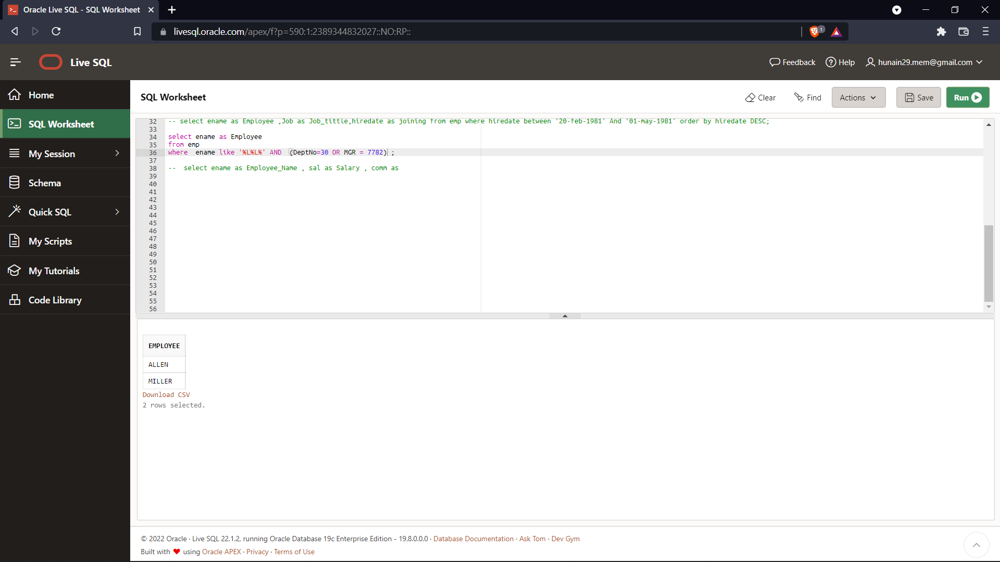 Oracle Live SQL - SQL Worksheet
livesql.oracle.com/apex/f?p=590:1:2389344832027::NO:RP::
1
Live SQL
Feedback
Help
hunain29.mem@gmail.com
Home
SQL Worksheet
My Session
Schema
Quick SQL
My Scripts
My Tutorials
Code Library
SQL Worksheet
Clear
Find
Actions
Save
Run
32 -- select ename as Employee ,Job as Job_tittle,hiredate as joining from emp where hiredate between '20-feb-1981' And '01-may-1981' order by hiredate DESC;
33
34 select ename as Employee
35 from emp
36 where  ename like '%L%L%' AND  (DeptNo=30 OR MGR = 7782) ;
37
38 --  select ename as Employee_Name , sal as Salary , comm as
39
40
41
42
43
44
45
46
47
48
49
50
51
52
53
54
55
56
EMPLOYEE
ALLEN
MILLER
Download CSV
2 rows selected.
© 2022 Oracle · Live SQL 22.1.2, running Oracle Database 19c Enterprise Edition - 19.8.0.0.0 · Database Documentation · Ask Tom · Dev Gym
Built with ❤ using Oracle APEX · Privacy · Terms of Use